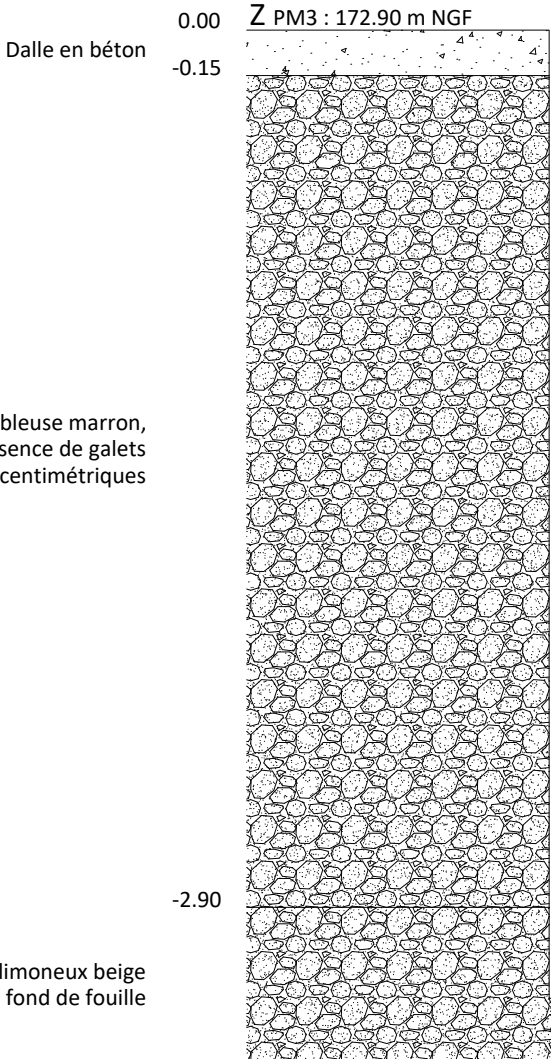 0.00
Z PM3 : 172.90 m NGF
Dalle en béton
-0.15
bleuse marron,
sence de galets
centimétriques
-2.90
limoneux beige
fond de fouille